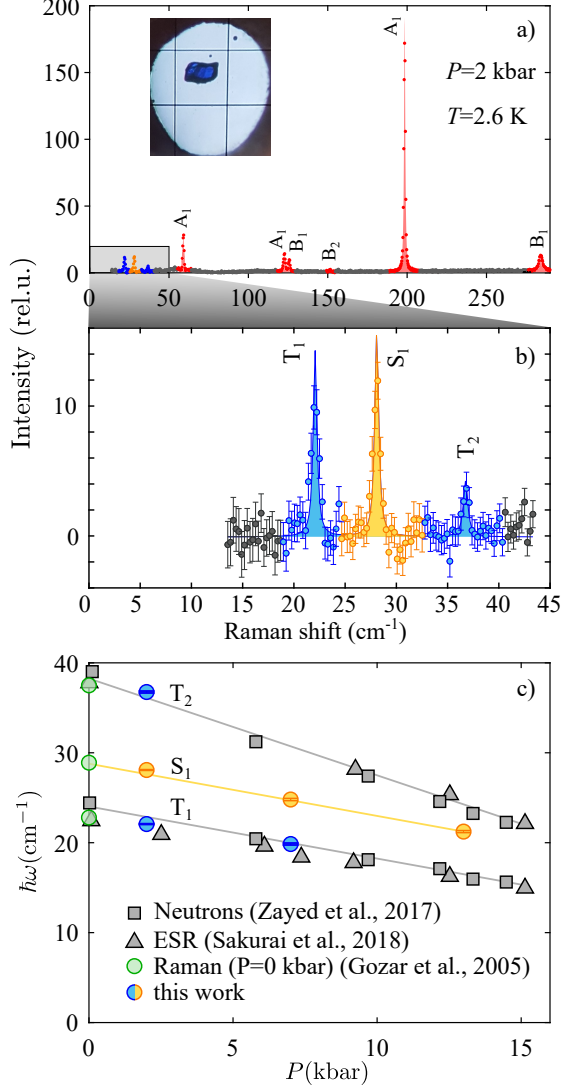 200
a)
A₁
P=2 kbar
150
T=2.6 K
100
50
A₁
A₁
B₁
B₂
B₁
0
0 50 100 150 200 250
Intensity (rel.u.)
b)
T₁
S₁
10
T₂
0
0 5 10 15 20 25 30 35 40 45
Raman shift (cm⁻¹)
40
c)
T₂
30
S₁
T₁
20
ħω(cm⁻¹)
Neutrons (Zayed et al., 2017)
ESR (Sakurai et al., 2018)
10
Raman (P=0 kbar) (Gozar et al., 2005)
this work
0
0 5 10 15
P(kbar)